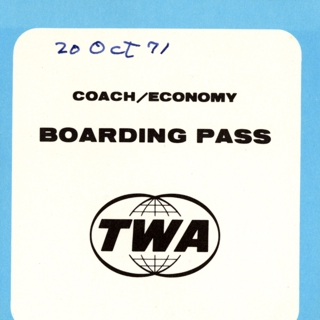 20 Oct 71
COACH/ECONOMY
BOARDING PASS
TWA